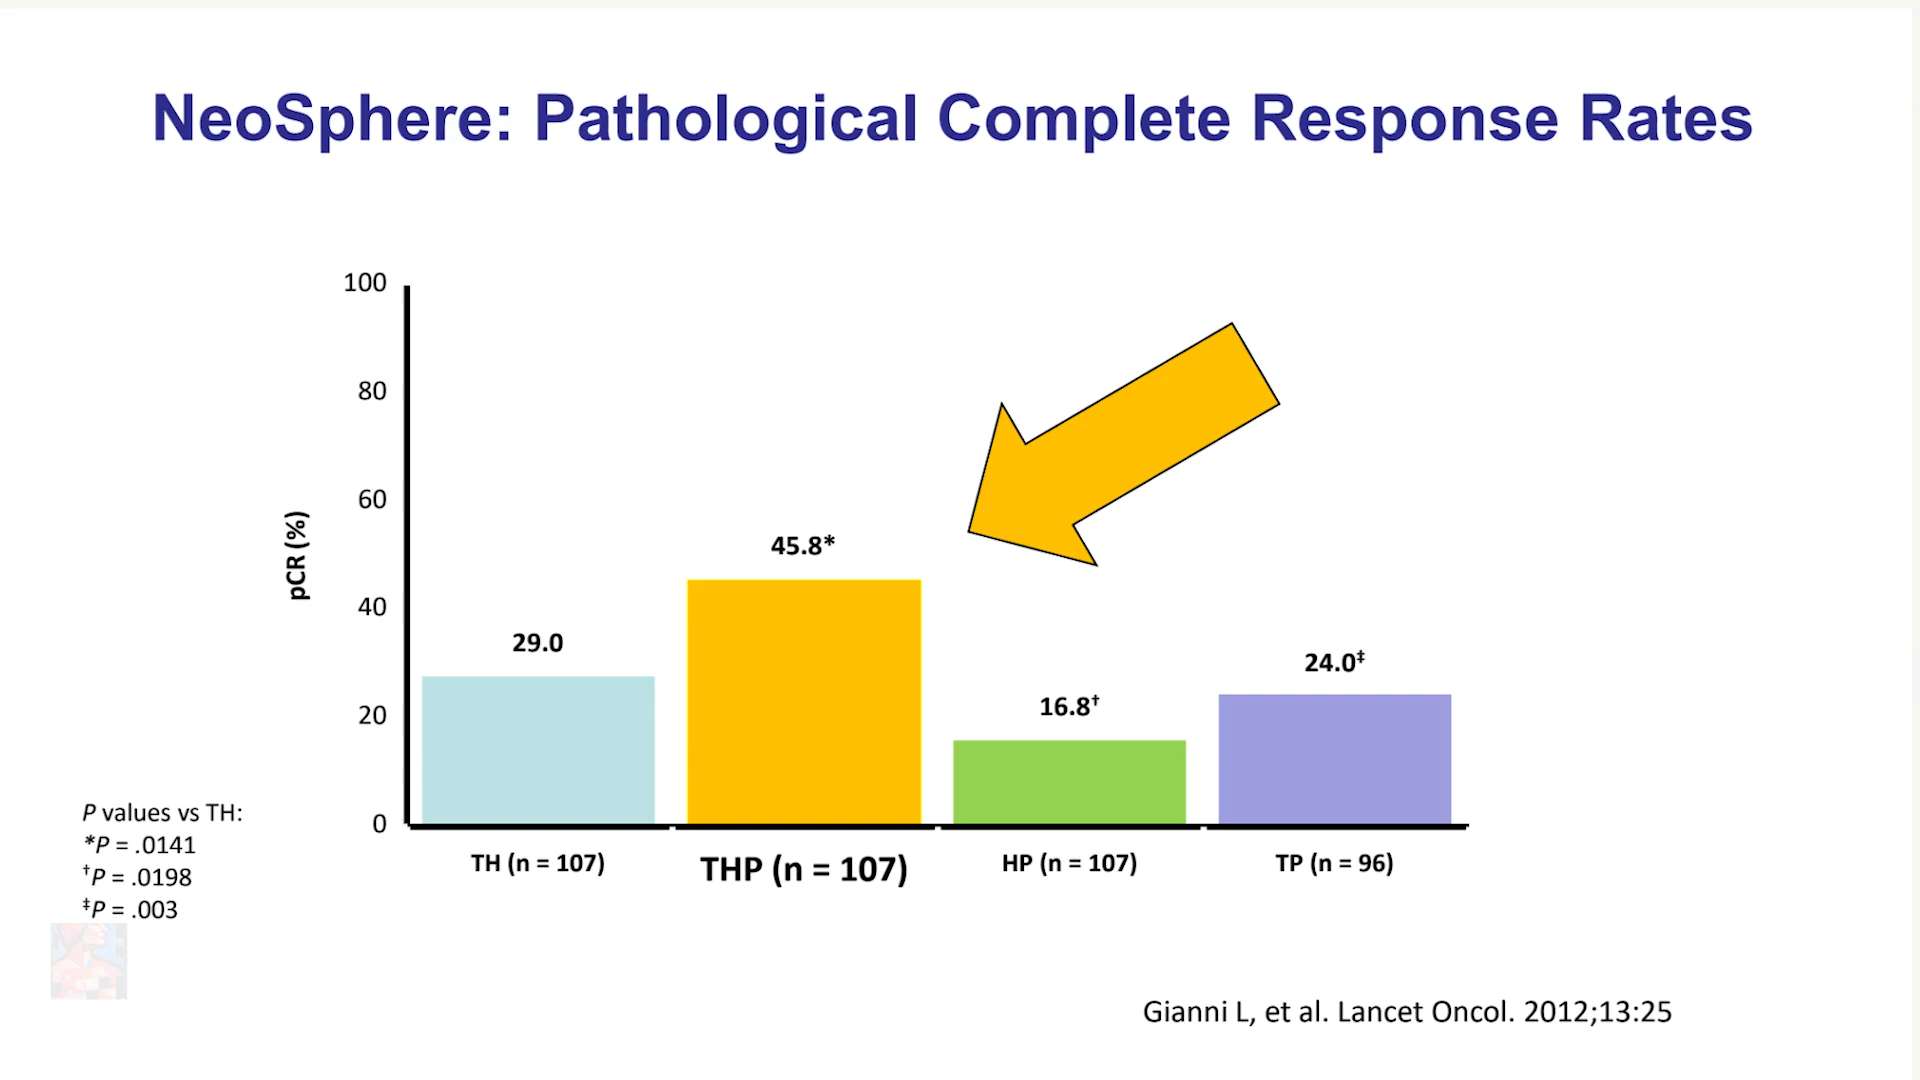 NeoSphere: Pathological Complete Response Rates
100
80
60
40
20
0
pCR (%)
29.0
45.8*
16.8†
24.0‡
TH (n = 107)
THP (n = 107)
HP (n = 107)
TP (n = 96)
P values vs TH:
*P = .0141
†P = .0198
‡P = .003
Gianni L, et al. Lancet Oncol. 2012;13:25